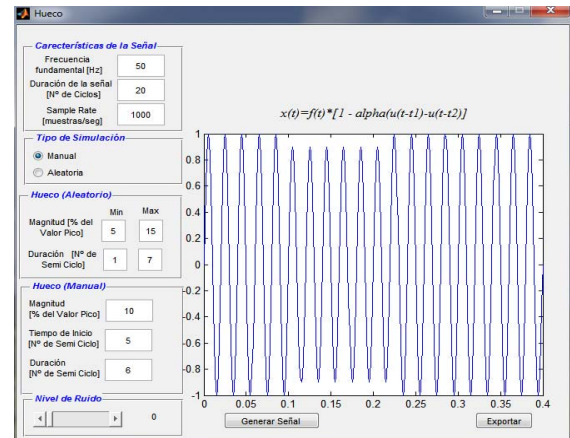 Hueco
Carecterísticas de la Señal
Frecuencia
fundamental [Hz]
50
Duración de la señal
[Nº de Ciclos]
20
Sample Rate
[muestras/seg]
1000
Tipo de Simulación
Manual
Aleatoria
Hueco (Aleatorio)
Min Max
Magnitud [% del
Valor Pico]
5 15
Duración [Nº de
Semi Ciclo]
1 7
Hueco (Manual)
Magnitud
[% del Valor Pico]
10
Tiempo de Inicio
[Nº de Semi Ciclo]
5
Duración
[Nº de Semi Ciclo]
6
Nivel de Ruido
0
x(t)=f(t)*[1 - alpha(u(t-t1)-u(t-t2)]
1
0.8
0.6
0.4
0.2
0
-0.2
-0.4
-0.6
-0.8
-1
0 0.05 0.1 0.15 0.2 0.25 0.3 0.35 0.4
Generar Señal
Exportar